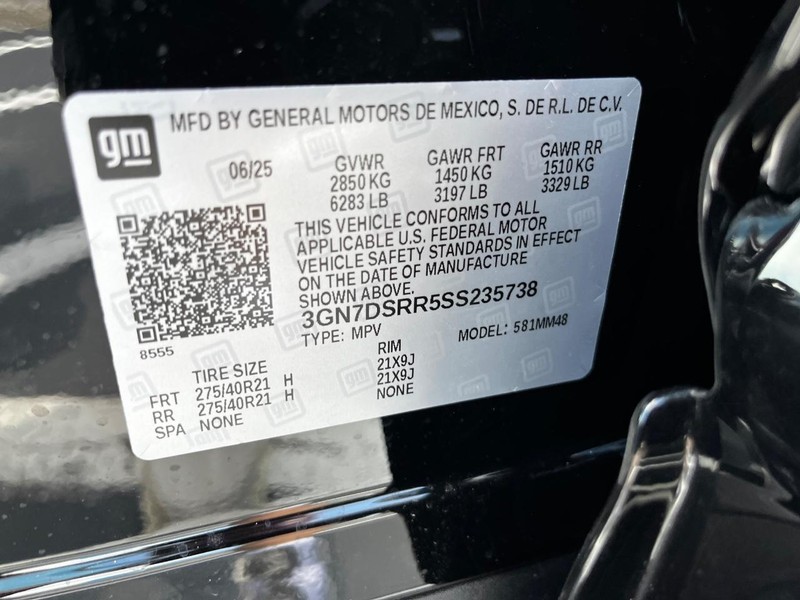 gm
MFD BY GENERAL MOTORS DE MEXICO, S. DE R.L. DE C.V.
06/25 GVWR GAWR FRT GAWR RR
2850 KG 1450 KG 1510 KG
6283 LB 3197 LB 3329 LB
THIS VEHICLE CONFORMS TO ALL
APPLICABLE U.S. FEDERAL MOTOR
VEHICLE SAFETY STANDARDS IN EFFECT
ON THE DATE OF MANUFACTURE
SHOWN ABOVE.
3GN7DSRR5SS235738
TYPE: MPV MODEL: 581MM48
8555
TIRE SIZE RIM
FRT 275/40R21 H 21X9J
RR 275/40R21 H 21X9J
SPA NONE NONE